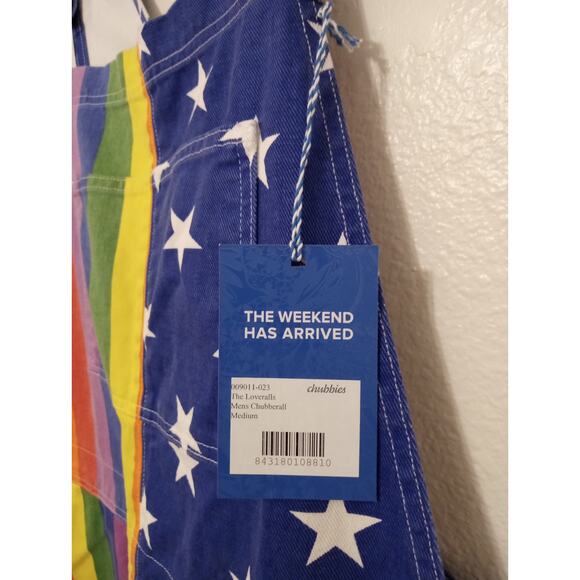 THE WEEKEND
HAS ARRIVED
009011-023 chubbies
The Loveralls
Mens Chubberall
Medium
843180108810